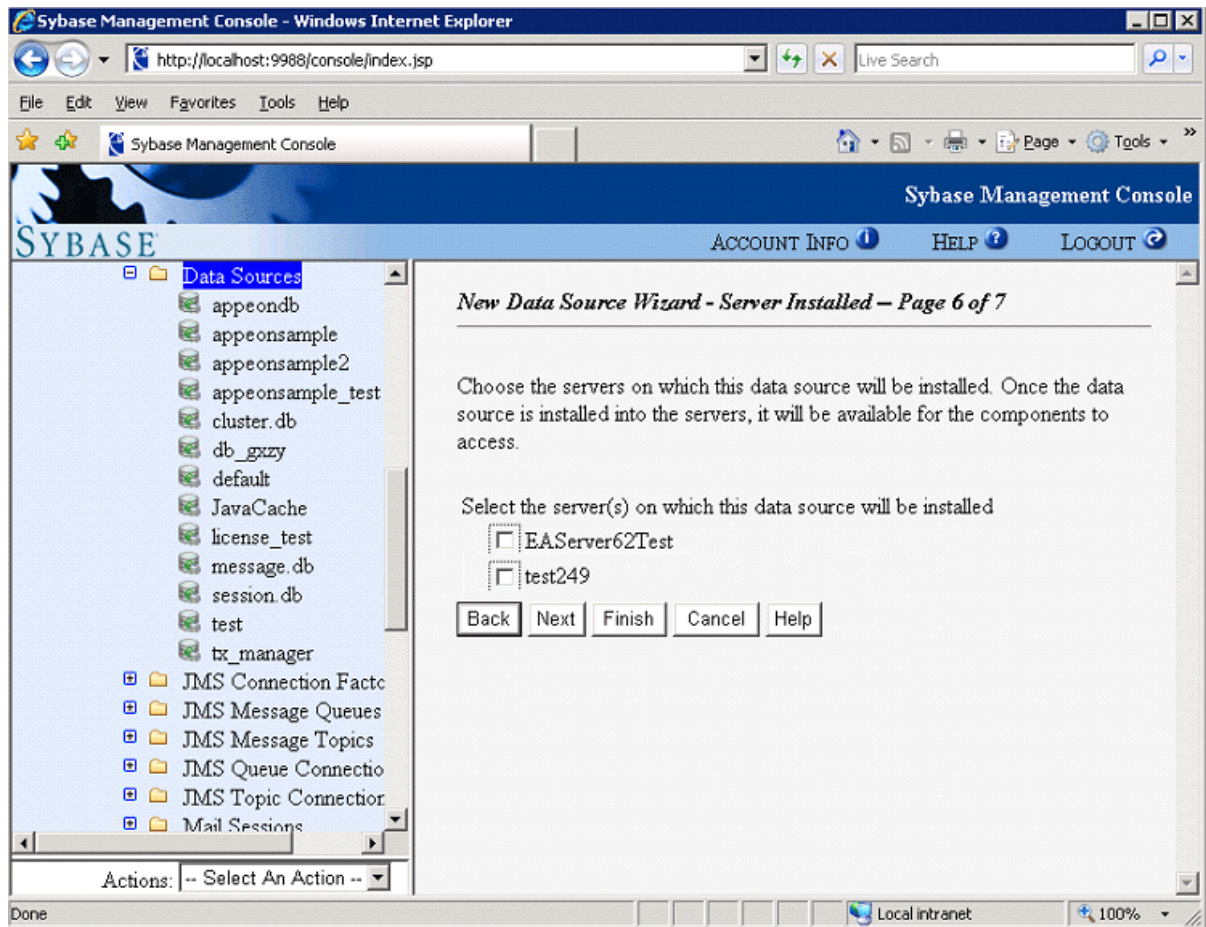 Sybase Management Console - Windows Internet Explorer
http://localhost:9988/console/index.jsp
Live Search
File Edit View Favorites Tools Help
Sybase Management Console
Page Tools »
Sybase Management Console
SYBASE
ACCOUNT INFO HELP LOGOUT
Data Sources
appeondb
appeonsample
appeonsample2
appeonsample_test
cluster.db
db_gxzy
default
JavaCache
license_test
message.db
session.db
test
tx_manager
JMS Connection Facto
JMS Message Queues
JMS Message Topics
JMS Queue Connectio
JMS Topic Connection
Mail Sessions
Actions: -- Select An Action --
New Data Source Wizard - Server Installed – Page 6 of 7
Choose the servers on which this data source will be installed. Once the data
source is installed into the servers, it will be available for the components to
access.
Select the server(s) on which this data source will be installed
EAServer62Test
test249
Back Next Finish Cancel Help
Done
Local intranet
100%